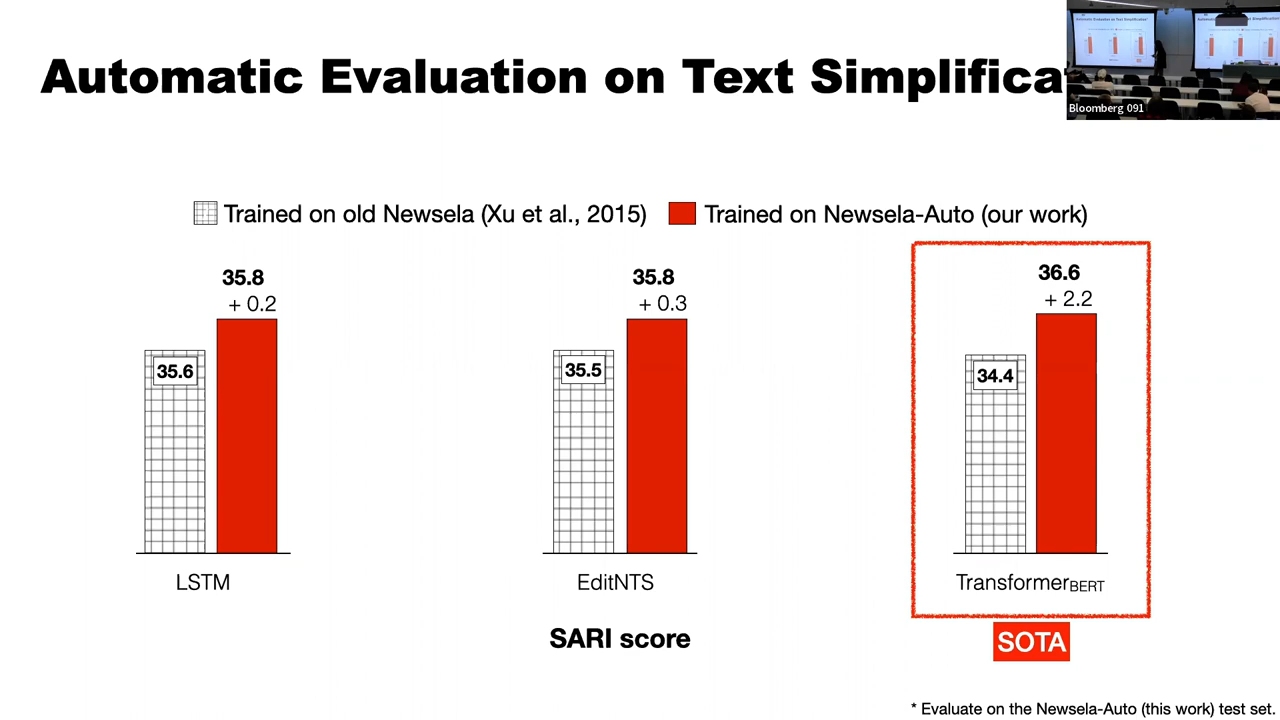 Automatic Evaluation on Text Simplifica
Bloomberg 091
Trained on old Newsela (Xu et al., 2015)
Trained on Newsela-Auto (our work)
35.8
+ 0.2
35.6
LSTM
35.8
+ 0.3
35.5
EditNTS
36.6
+ 2.2
34.4
TransformerBERT
SARI score
SOTA
* Evaluate on the Newsela-Auto (this work) test set.